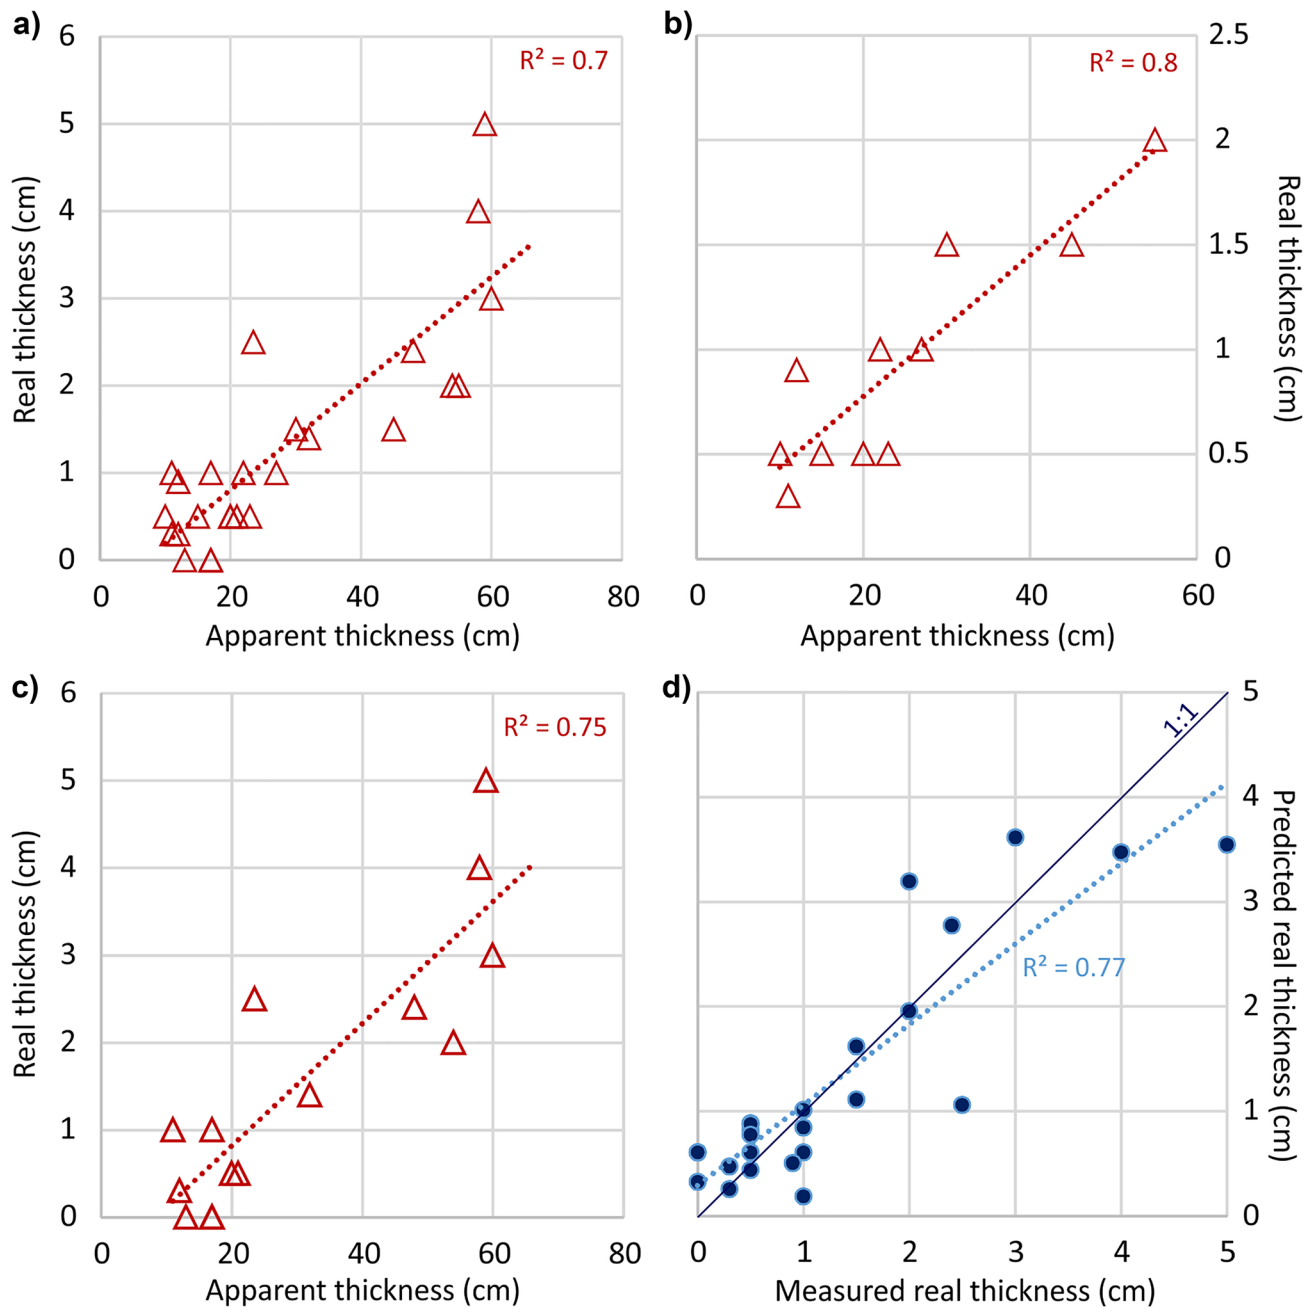 a)
R² = 0.7
Real thickness (cm)
6
5
4
3
2
1
0
0 20 40 60 80
Apparent thickness (cm)
b)
R² = 0.8
2.5
2
1.5
1
0.5
0
Real thickness (cm)
0 20 40 60
Apparent thickness (cm)
c)
R² = 0.75
Real thickness (cm)
6
5
4
3
2
1
0
0 20 40 60 80
Apparent thickness (cm)
d)
1:1
R² = 0.77
5
4
3
2
1
0
Predicted real thickness (cm)
0 1 2 3 4 5
Measured real thickness (cm)